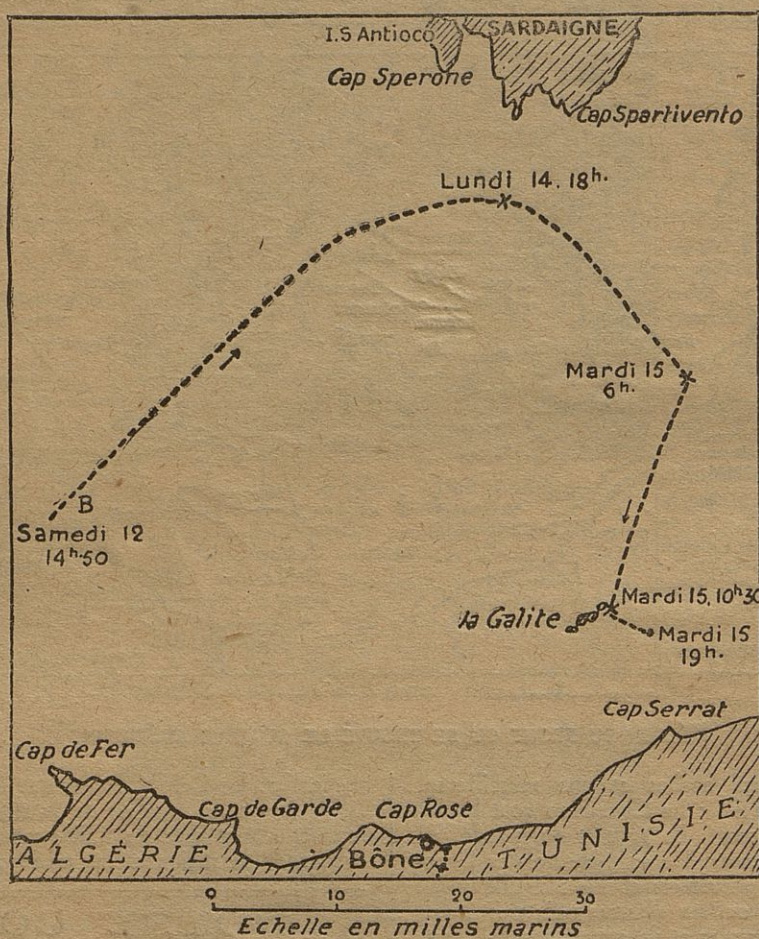 I.S Antioco
SARDAIGNE
Cap Sperone
Cap Spartivento
Lundi 14. 18h.
Mardi 15
6h.
B
Samedi 12
14h.50
Mardi 15, 10h30
la Galite
Mardi 15
19h.
Cap Serrat
Cap de Fer
Cap de Garde
Cap Rose
ALGÉRIE
Bône
TUNISIE
0 10 20 30
Echelle en milles marins